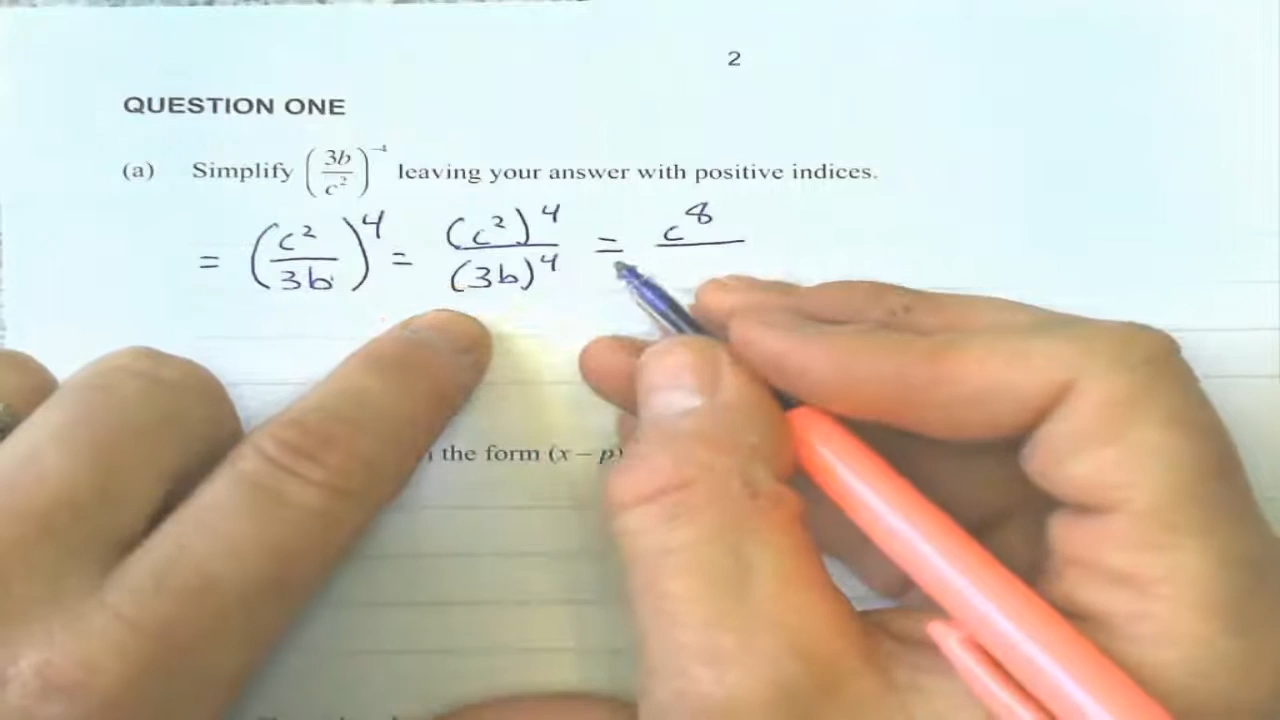 2
QUESTION ONE
(a) Simplify (3b/c²)⁻⁴ leaving your answer with positive indices.
= (c²/3b)⁴ = (c²)⁴/(3b)⁴ = c⁸/
the form (x – p)